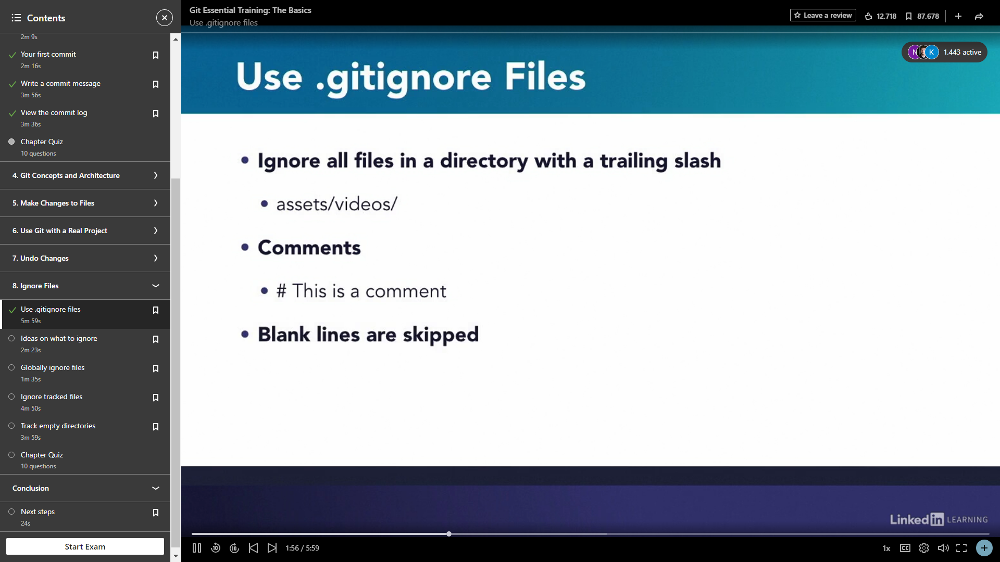 Contents
Git Essential Training: The Basics
Use .gitignore files
Leave a review
12,718
87,678
N
K
1,443 active
2m 9s
Your first commit
2m 16s
Write a commit message
3m 56s
View the commit log
3m 36s
Chapter Quiz
10 questions
4. Git Concepts and Architecture
5. Make Changes to Files
6. Use Git with a Real Project
7. Undo Changes
8. Ignore Files
Use .gitignore files
5m 59s
Ideas on what to ignore
2m 23s
Globally ignore files
1m 35s
Ignore tracked files
4m 50s
Track empty directories
3m 59s
Chapter Quiz
10 questions
Conclusion
Next steps
24s
Start Exam
Use .gitignore Files
• Ignore all files in a directory with a trailing slash
• assets/videos/
• Comments
• # This is a comment
• Blank lines are skipped
LinkedIn LEARNING
10
10
1:56 / 5:59
1x
CC